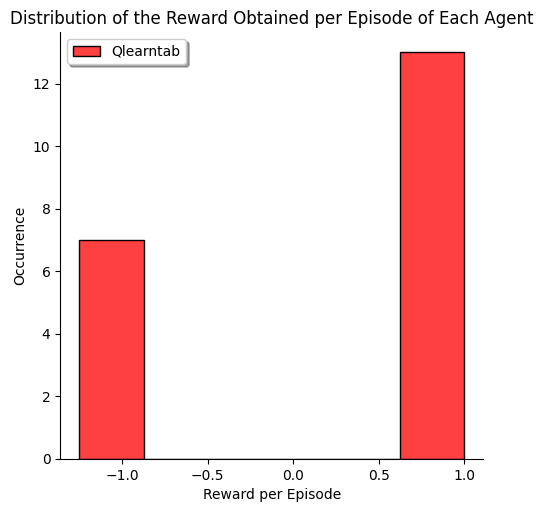 Distribution of the Reward Obtained per Episode of Each Agent
Qlearntab
12
10
8
6
4
2
0
Occurrence
−1.0 −0.5 0.0 0.5 1.0
Reward per Episode